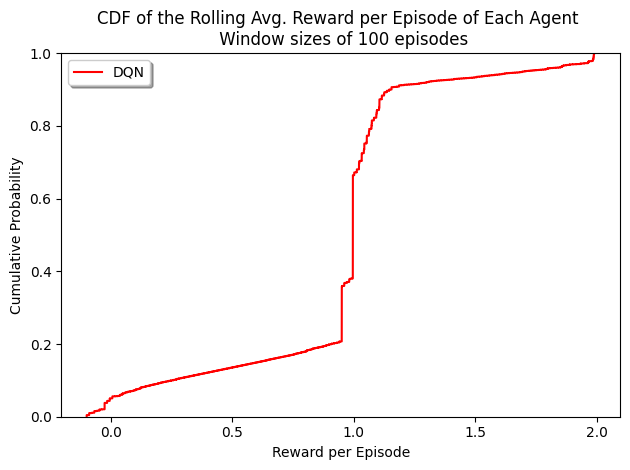 CDF of the Rolling Avg. Reward per Episode of Each Agent
Window sizes of 100 episodes
DQN
1.0
0.8
0.6
0.4
0.2
0.0
Cumulative Probability
0.0
0.5
1.0
1.5
2.0
Reward per Episode